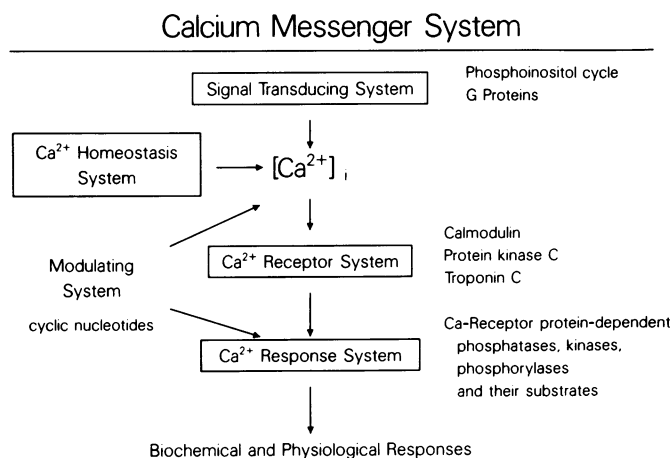 Calcium Messenger System
Signal Transducing System
Phosphoinositol cycle
G Proteins
Ca²⁺ Homeostasis
System
[Ca²⁺] i
Modulating
System
cyclic nucleotides
Ca²⁺ Receptor System
Calmodulin
Protein kinase C
Troponin C
Ca²⁺ Response System
Ca-Receptor protein-dependent
phosphatases, kinases,
phosphorylases
and their substrates
Biochemical and Physiological Responses